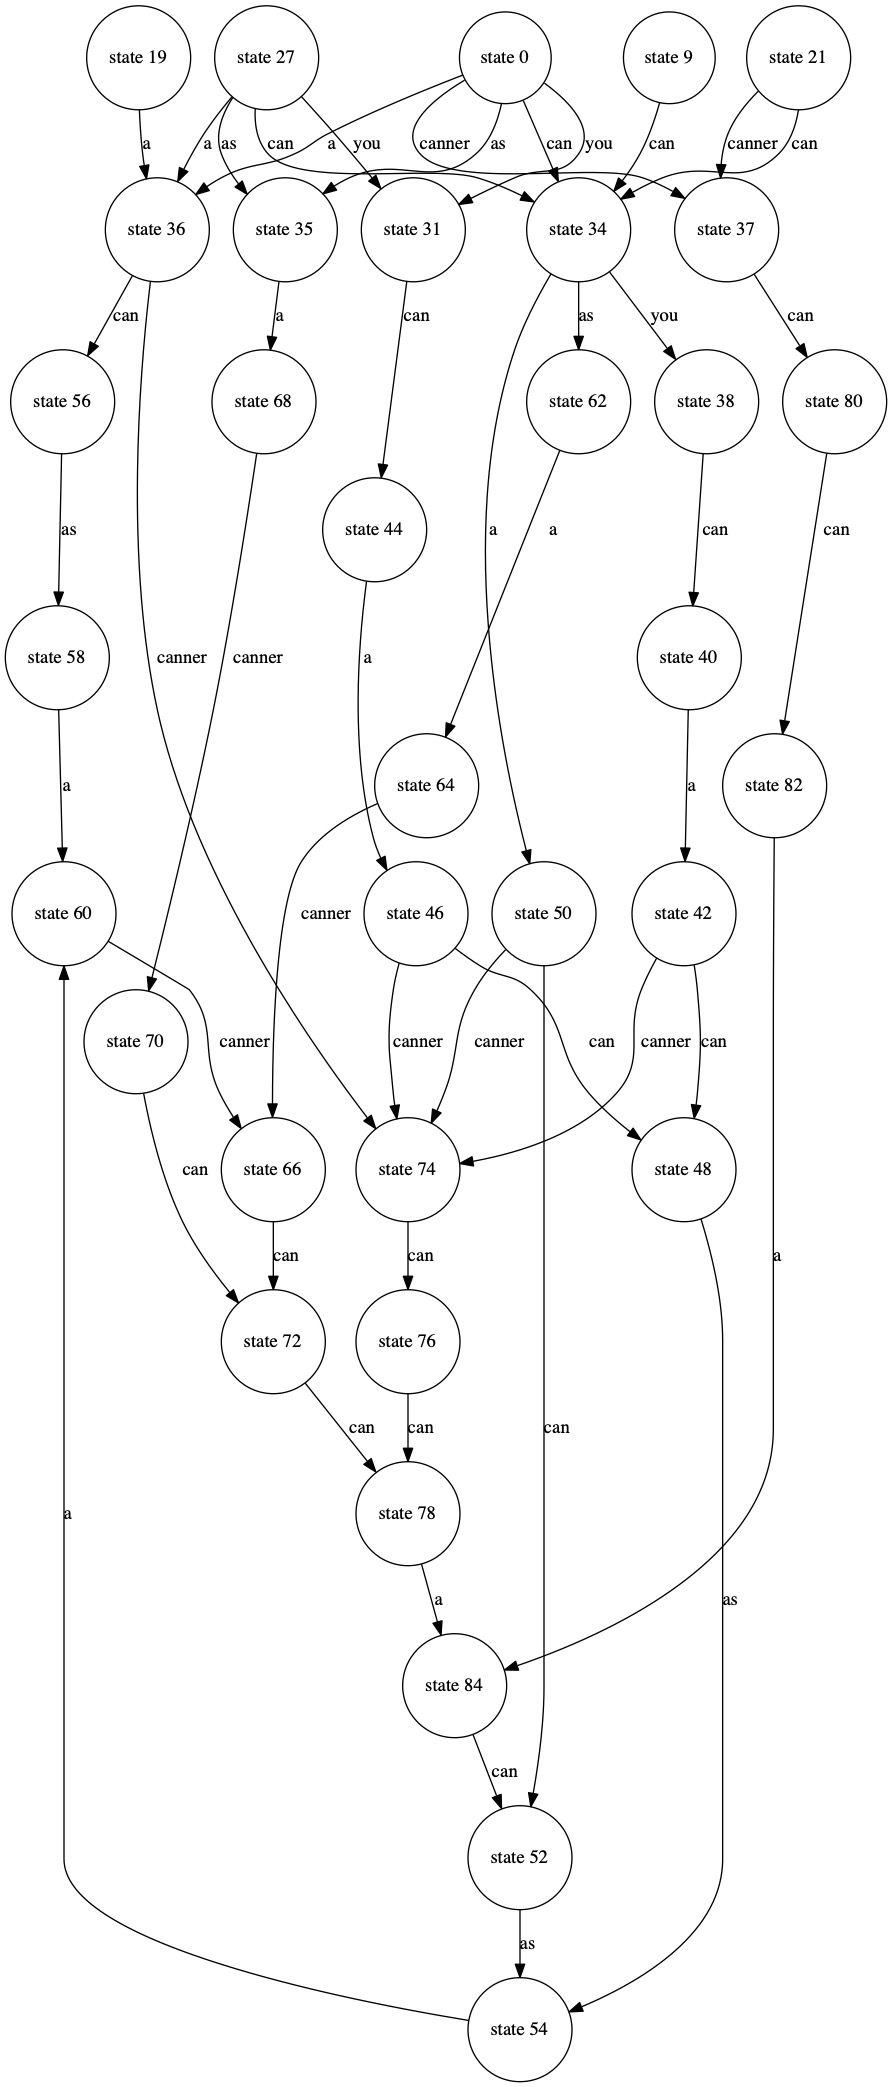 state 19
state 27
state 0
state 9
state 21
a
a
as
can
you
a
canner
as
can
you
can
canner
can
state 36
state 35
state 31
state 34
state 37
can
a
can
as
you
can
state 56
state 68
state 62
state 38
state 80
as
state 44
a
a
can
can
state 58
canner
canner
a
state 40
a
state 64
a
state 82
state 60
canner
state 46
state 50
state 42
state 70
canner
canner
canner
can
canner
can
can
state 66
state 74
state 48
can
can
a
state 72
state 76
can
can
can
a
state 78
a
as
state 84
can
state 52
as
state 54